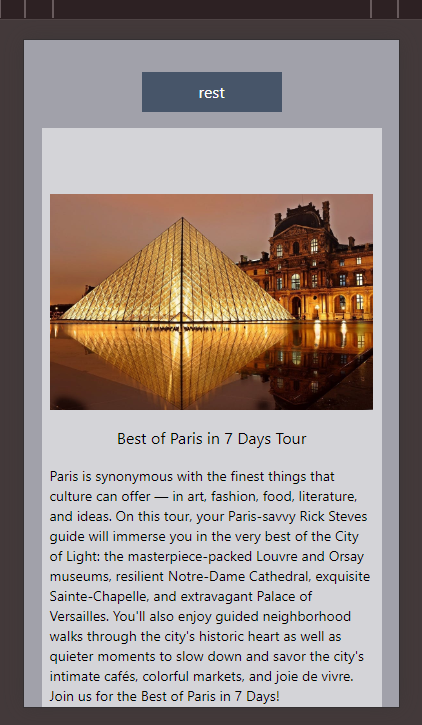 rest
Best of Paris in 7 Days Tour
Paris is synonymous with the finest things that
culture can offer — in art, fashion, food, literature,
and ideas. On this tour, your Paris-savvy Rick Steves
guide will immerse you in the very best of the City
of Light: the masterpiece-packed Louvre and Orsay
museums, resilient Notre-Dame Cathedral, exquisite
Sainte-Chapelle, and extravagant Palace of
Versailles. You'll also enjoy guided neighborhood
walks through the city's historic heart as well as
quieter moments to slow down and savor the city's
intimate cafés, colorful markets, and joie de vivre.
Join us for the Best of Paris in 7 Days!